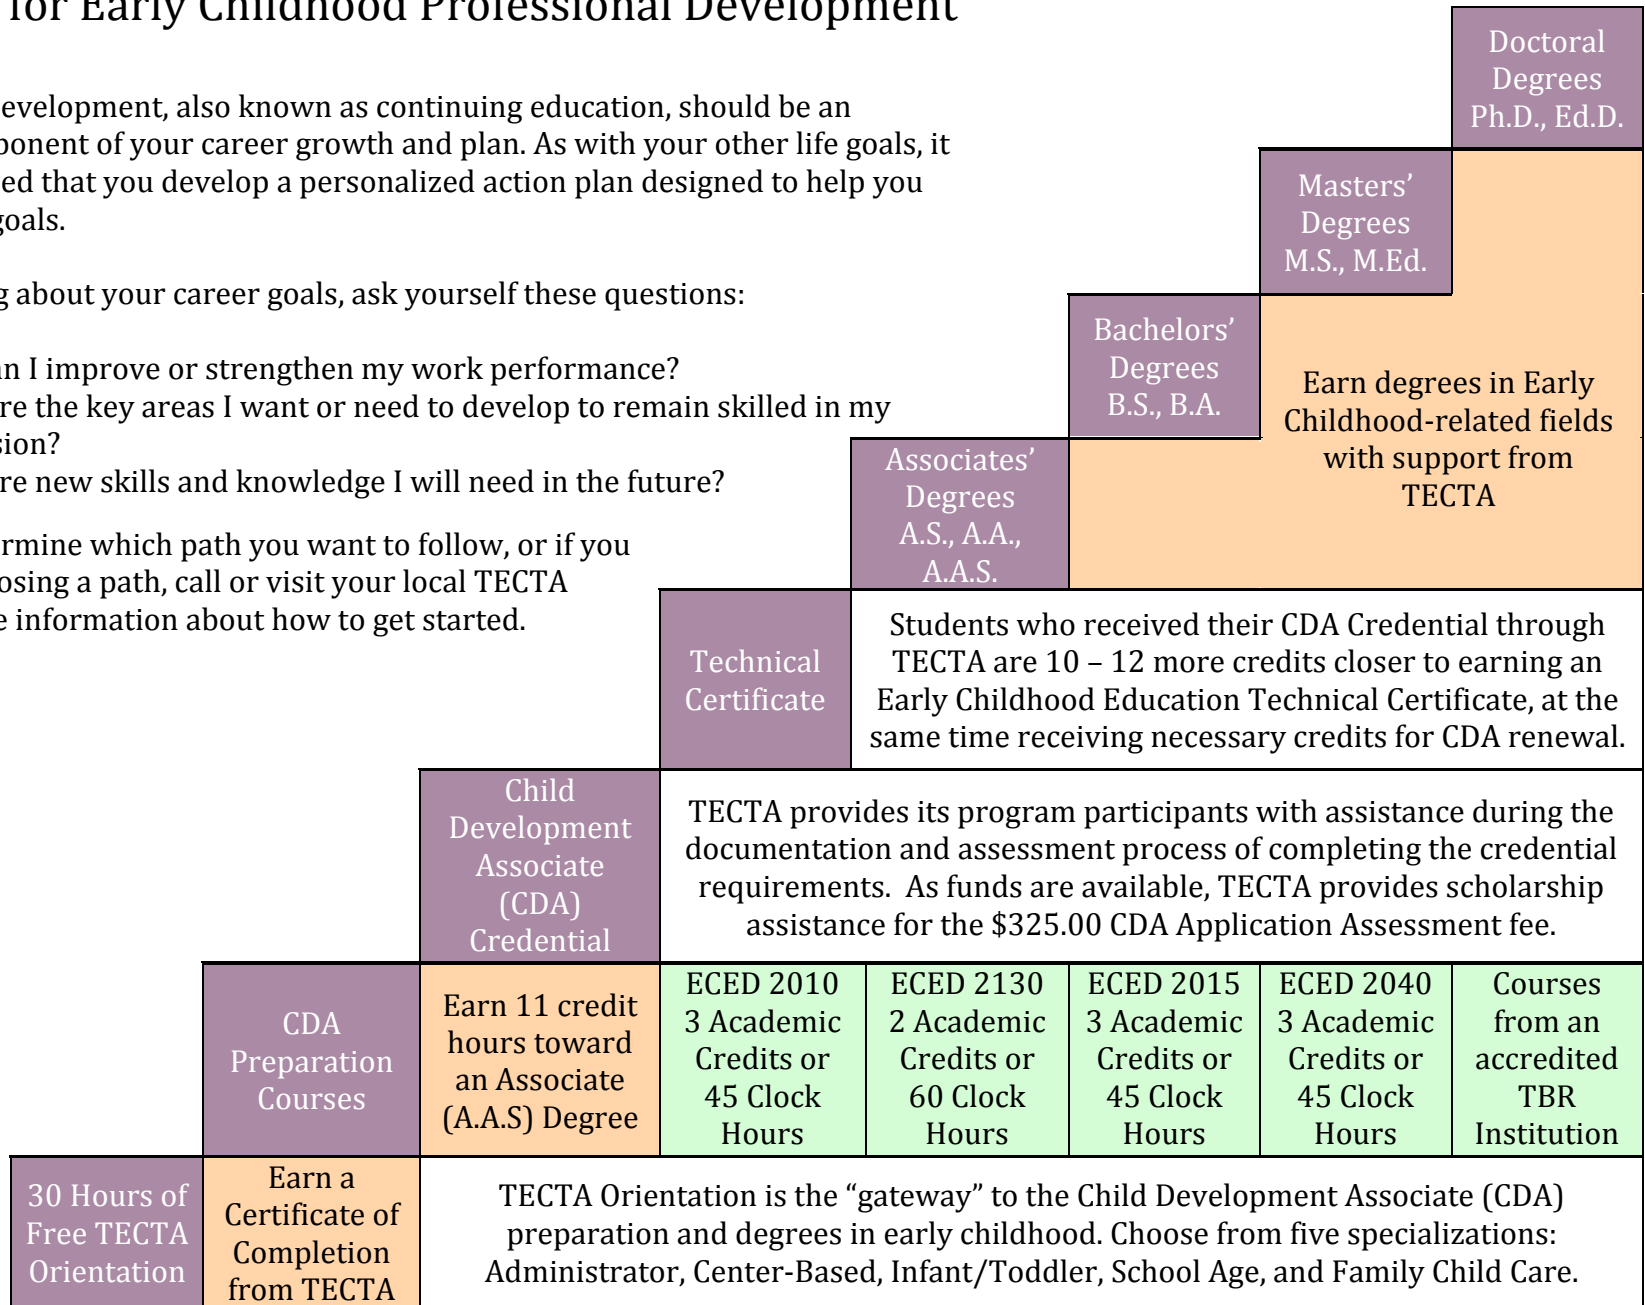 for Early Childhood Professional Development
evelopment, also known as continuing education, should be an
ponent of your career growth and plan. As with your other life goals, it
ed that you develop a personalized action plan designed to help you
goals.
g about your career goals, ask yourself these questions:
an I improve or strengthen my work performance?
re the key areas I want or need to develop to remain skilled in my
sion?
re new skills and knowledge I will need in the future?
ermine which path you want to follow, or if you
osing a path, call or visit your local TECTA
e information about how to get started.
Doctoral
Degrees
Ph.D., Ed.D.
Masters’
Degrees
M.S., M.Ed.
Bachelors’
Degrees
B.S., B.A.
Earn degrees in Early
Childhood-related fields
with support from
TECTA
Associates’
Degrees
A.S., A.A.,
A.A.S.
Technical
Certificate
Students who received their CDA Credential through
TECTA are 10 – 12 more credits closer to earning an
Early Childhood Education Technical Certificate, at the
same time receiving necessary credits for CDA renewal.
Child
Development
Associate
(CDA)
Credential
TECTA provides its program participants with assistance during the
documentation and assessment process of completing the credential
requirements.  As funds are available, TECTA provides scholarship
assistance for the $325.00 CDA Application Assessment fee.
CDA
Preparation
Courses
Earn 11 credit
hours toward
an Associate
(A.A.S) Degree
ECED 2010
3 Academic
Credits or
45 Clock
Hours
ECED 2130
2 Academic
Credits or
60 Clock
Hours
ECED 2015
3 Academic
Credits or
45 Clock
Hours
ECED 2040
3 Academic
Credits or
45 Clock
Hours
Courses
from an
accredited
TBR
Institution
30 Hours of
Free TECTA
Orientation
Earn a
Certificate of
Completion
from TECTA
TECTA Orientation is the “gateway” to the Child Development Associate (CDA)
preparation and degrees in early childhood. Choose from five specializations:
Administrator, Center-Based, Infant/Toddler, School Age, and Family Child Care.